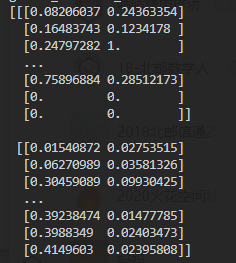 [[[0.08206037 0.24363354]
[0.16483743 0.1234178 ]
[0.24797282 1. ]
...
[0.75896884 0.28512173]
[0. 0. ]
[0. 0. ]]
[[0.01540872 0.02753515]
[0.06270989 0.03581326]
[0.30459089 0.09930425]
...
[0.39238474 0.01477785]
[0.3988349 0.02403473]
[0.4149603 0.02395808]]